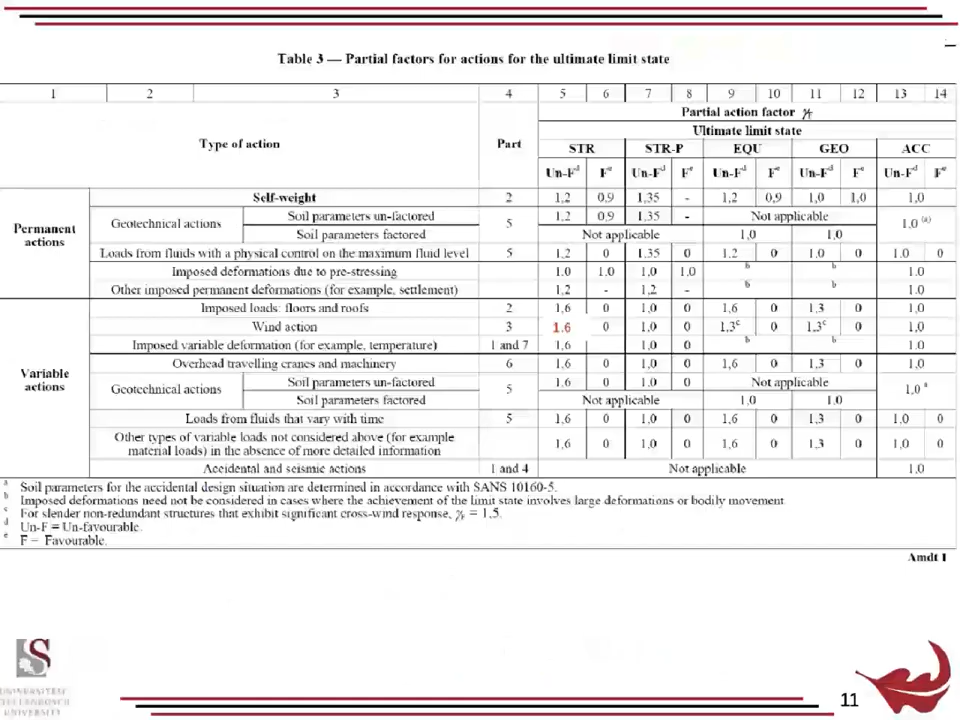 Table 3 — Partial factors for actions for the ultimate limit state
1 2 3 4 5 6 7 8 9 10 11 12 13 14
Type of action Part Partial action factor γF
Ultimate limit state
STR STR-P EQU GEO ACC
Un-Fd Fe Un-Fd Fe Un-Fd Fe Un-Fd Fe Un-Fd Fe
Permanent actions
Self-weight 2 1,2 0,9 1,35 - 1,2 0,9 1,0 1,0 1,0
Geotechnical actions Soil parameters un-factored 5 1,2 0,9 1,35 - Not applicable 1,0 (a)
Soil parameters factored Not applicable 1,0 1,0
Loads from fluids with a physical control on the maximum fluid level 5 1,2 0 1,35 0 1,2 0 1,0 0 1,0 0
Imposed deformations due to pre-stressing 1,0 1,0 1,0 1,0 b b 1,0
Other imposed permanent deformations (for example, settlement) 1,2 - 1,2 - b b 1,0
Variable actions
Imposed loads: floors and roofs 2 1,6 0 1,0 0 1,6 0 1,3 0 1,0
Wind action 3 1.6 0 1,0 0 1,3c 0 1,3c 0 1,0
Imposed variable deformation (for example, temperature) 1 and 7 1,6 1,0 0 b b 1,0
Overhead travelling cranes and machinery 6 1,6 0 1,0 0 1,6 0 1,3 0 1,0
Geotechnical actions Soil parameters un-factored 5 1,6 0 1,0 0 Not applicable 1,0 a
Soil parameters factored Not applicable 1,0 1,0
Loads from fluids that vary with time 5 1,6 0 1,0 0 1,6 0 1,3 0 1,0 0
Other types of variable loads not considered above (for example
material loads) in the absence of more detailed information 1,6 0 1,0 0 1,6 0 1,3 0 1,0 0
Accidental and seismic actions 1 and 4 Not applicable 1,0
a Soil parameters for the accidental design situation are determined in accordance with SANS 10160-5.
b Imposed deformations need not be considered in cases where the achievement of the limit state involves large deformations or bodily movement.
c For slender non-redundant structures that exhibit significant cross-wind response, γF = 1,5.
d Un-F = Un-favourable.
e F = Favourable.
Amdt 1
UNIVERSITEIT
STELLENBOSCH
UNIVERSITY
11